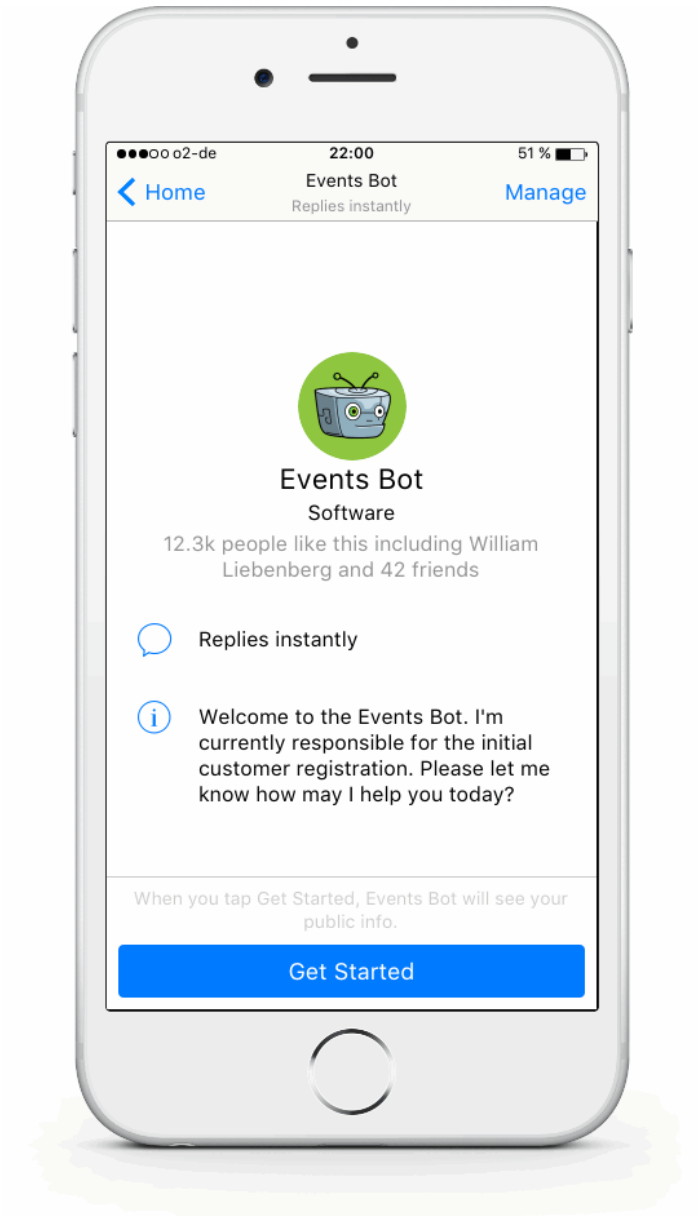 o2-de 22:00 51 %
Home Events Bot Manage
Replies instantly
Events Bot
Software
12.3k people like this including William
Liebenberg and 42 friends
Replies instantly
Welcome to the Events Bot. I'm
currently responsible for the initial
customer registration. Please let me
know how may I help you today?
When you tap Get Started, Events Bot will see your
public info.
Get Started